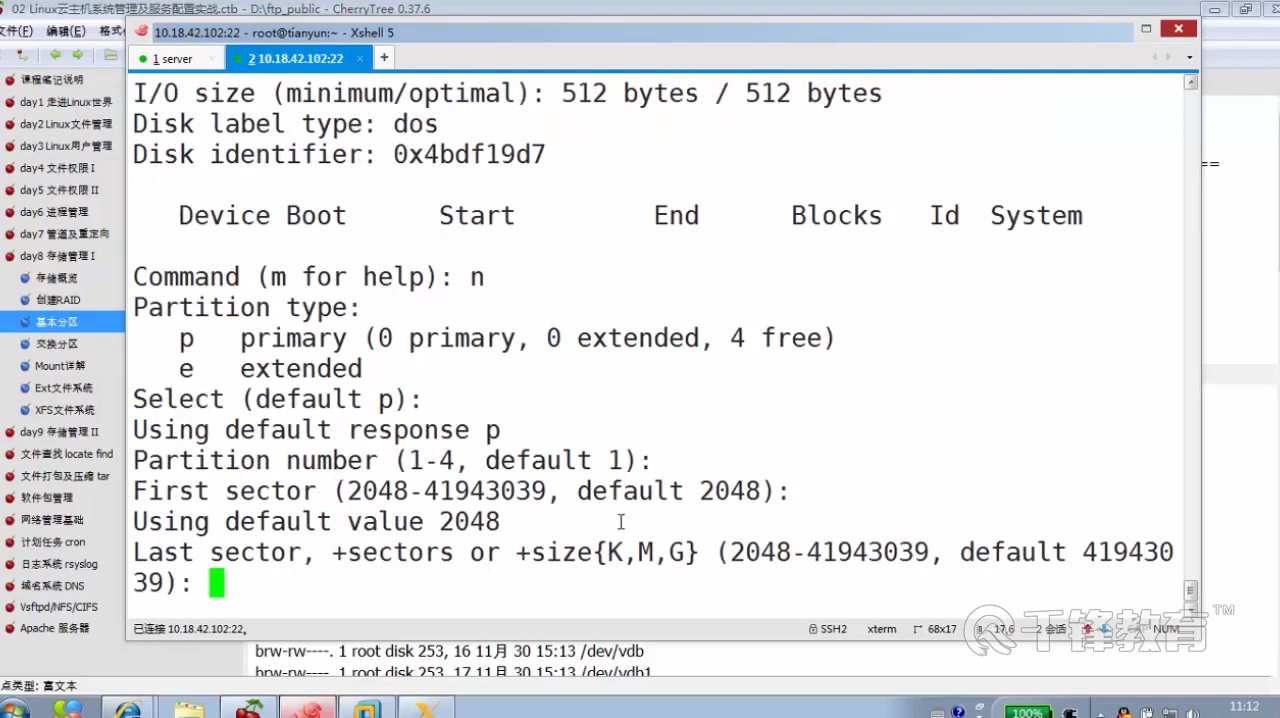 02 Linux云主机系统管理及服务配置实战.ctb - D:\ftp_public - CherryTree 0.37.6
文件(F) 编辑(E) 格式
10.18.42.102:22 - root@tianyun:~ - Xshell 5
1 server
2 10.18.42.102:22
+
课程笔记说明
day1 走进Linux世界
day2 Linux文件管理
day3 Linux用户管理
day4 文件权限 I
day5 文件权限 II
day6 进程管理
day7 管道及重定向
day8 存储管理 I
存储概览
创建RAID
基本分区
交换分区
Mount详解
Ext文件系统
XFS文件系统
day9 存储管理 II
文件查找 locate find
文件打包及压缩 tar
软件包管理
网络管理基础
计划任务 cron
日志系统 rsyslog
域名系统 DNS
Vsftpd/NFS/CIFS
Apache 服务器
I/O size (minimum/optimal): 512 bytes / 512 bytes
Disk label type: dos
Disk identifier: 0x4bdf19d7
Device Boot Start End Blocks Id System
Command (m for help): n
Partition type:
p primary (0 primary, 0 extended, 4 free)
e extended
Select (default p):
Using default response p
Partition number (1-4, default 1):
First sector (2048-41943039, default 2048):
Using default value 2048
Last sector, +sectors or +size{K,M,G} (2048-41943039, default 419430
39):
==
已连接 10.18.42.102:22。
SSH2 xterm 68x17 17,6 2 会话 NUM
千锋教育™
brw-rw----. 1 root disk 253, 16 11月 30 15:13 /dev/vdb
brw-rw----. 1 root disk 253, 17 11月 30 15:13 /dev/vdb1
点类型: 富文本
100%
11:12